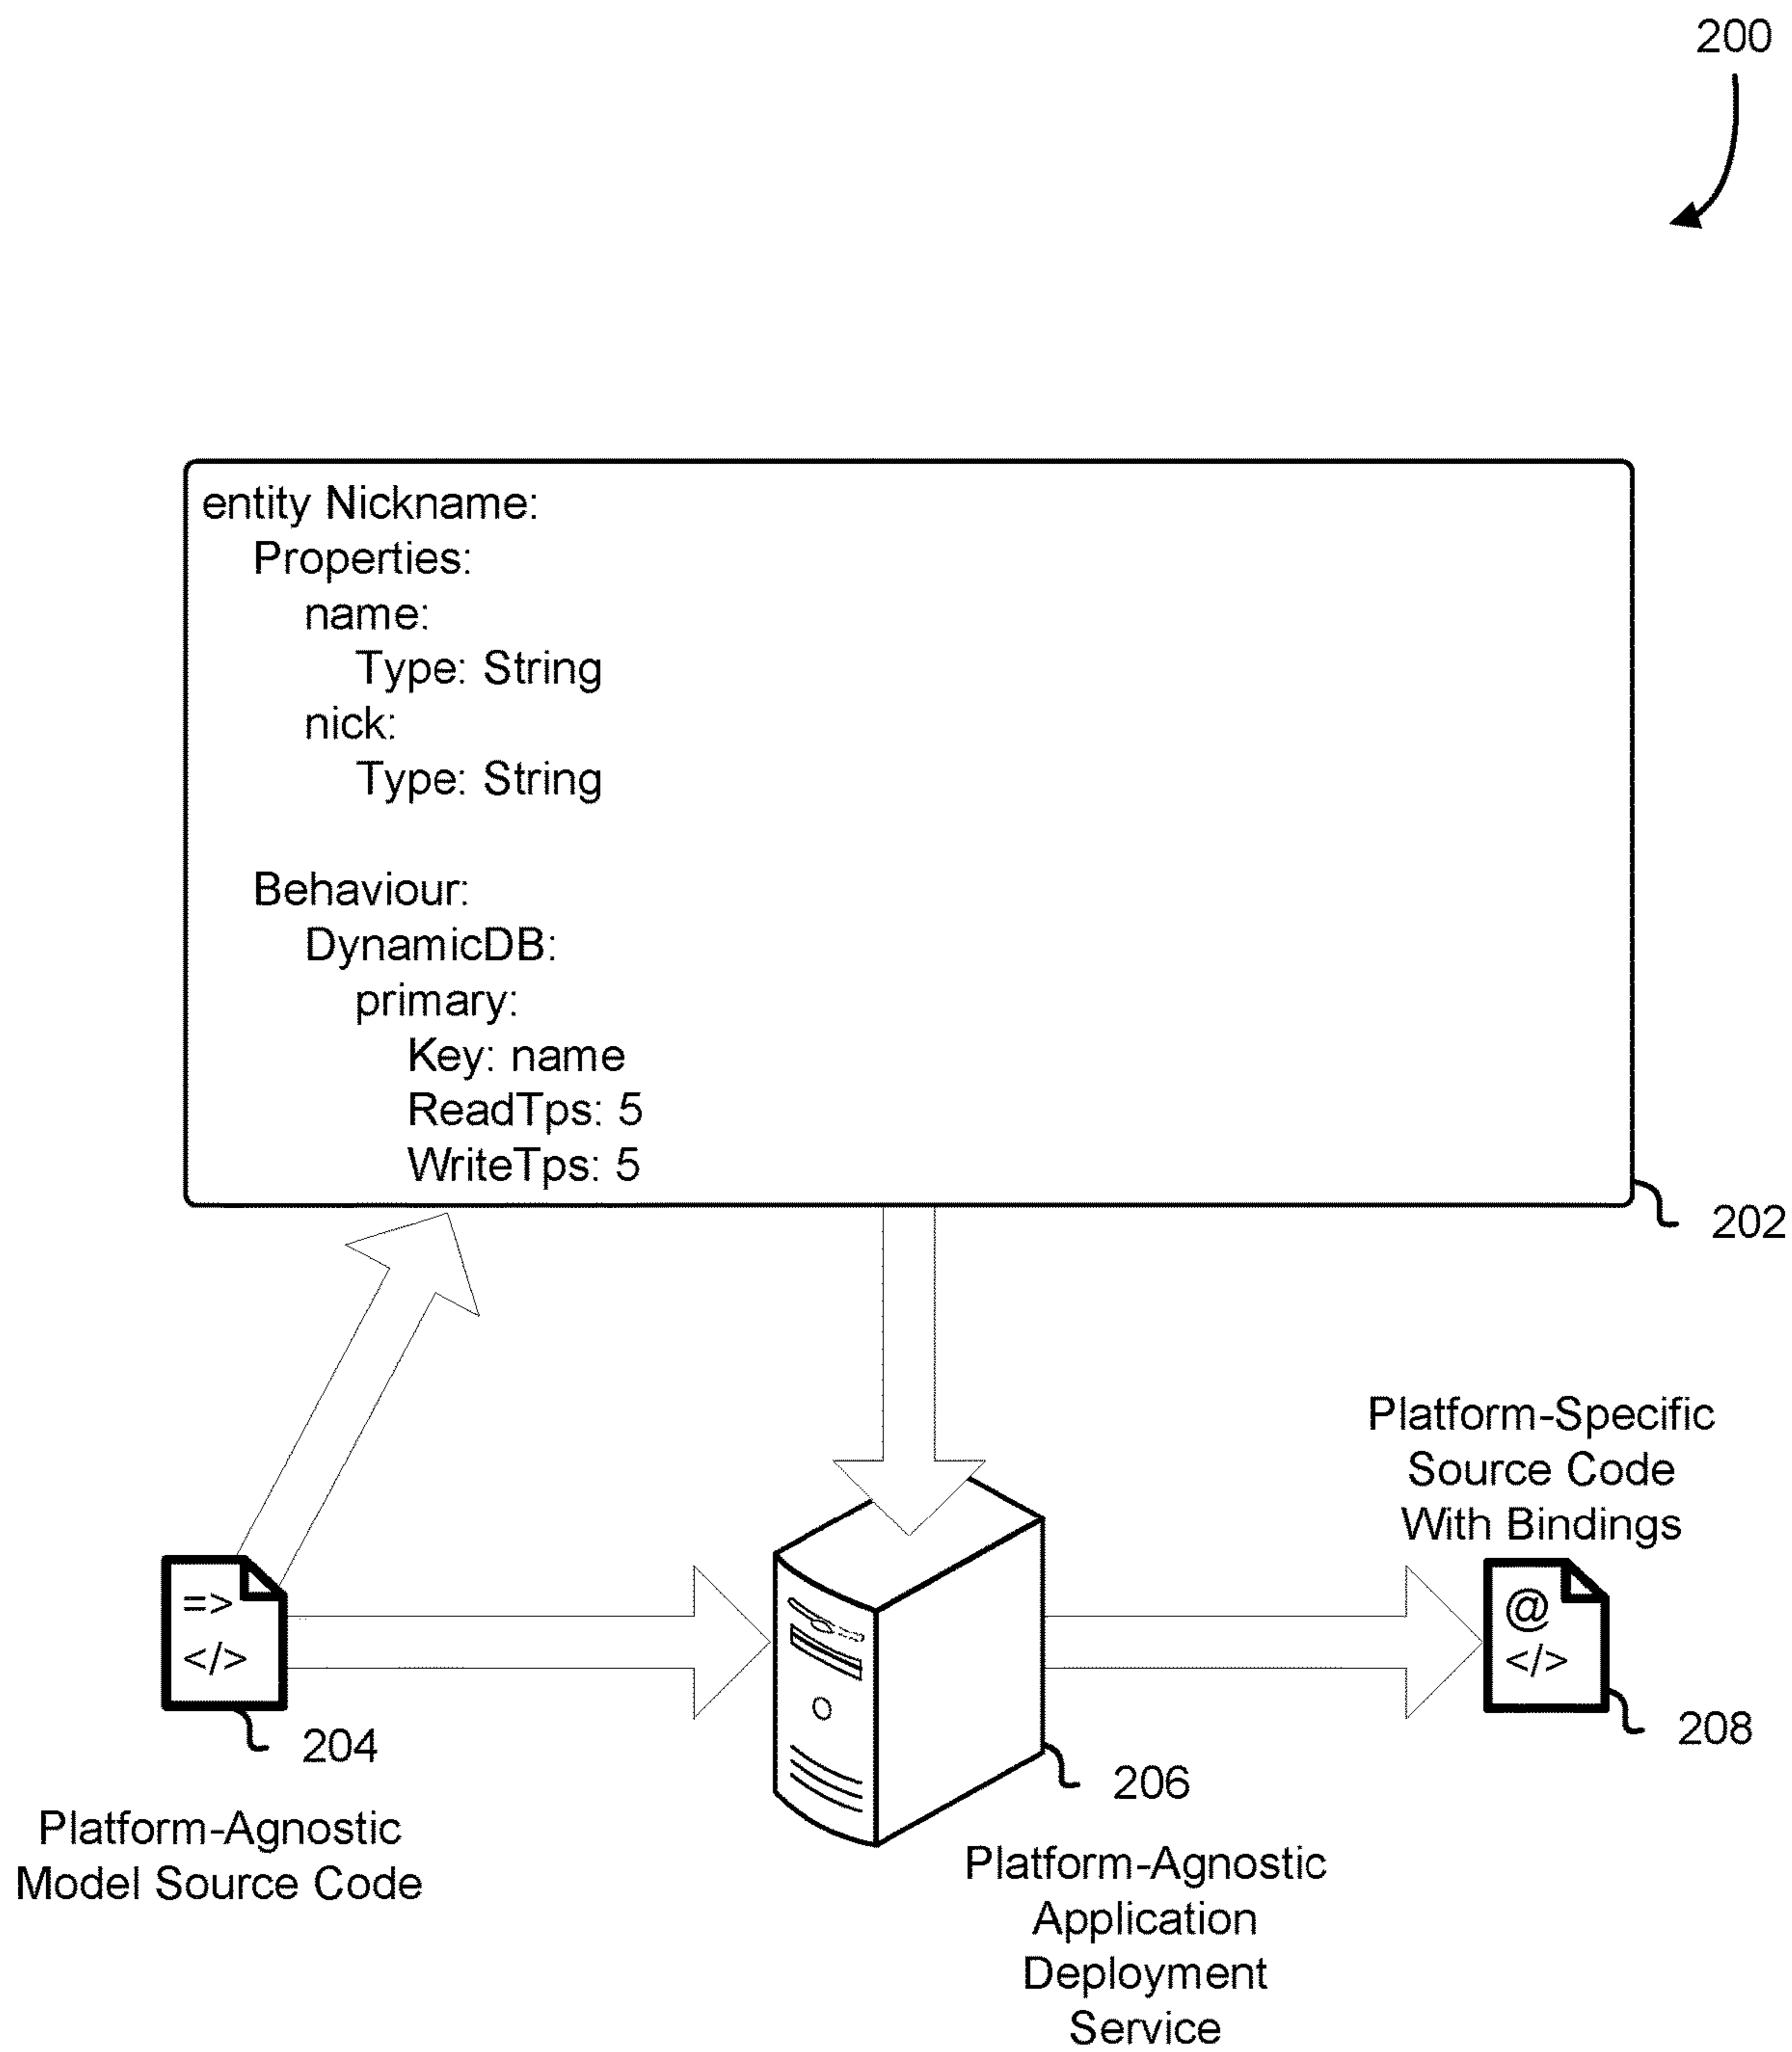 200
entity Nickname:
Properties:
name:
Type: String
nick:
Type: String
Behaviour:
DynamicDB:
primary:
Key: name
ReadTps: 5
WriteTps: 5
202
Platform-Specific
Source Code
With Bindings
=>
</>
204
Platform-Agnostic
Model Source Code
206
Platform-Agnostic
Application
Deployment
Service
@
</>
208